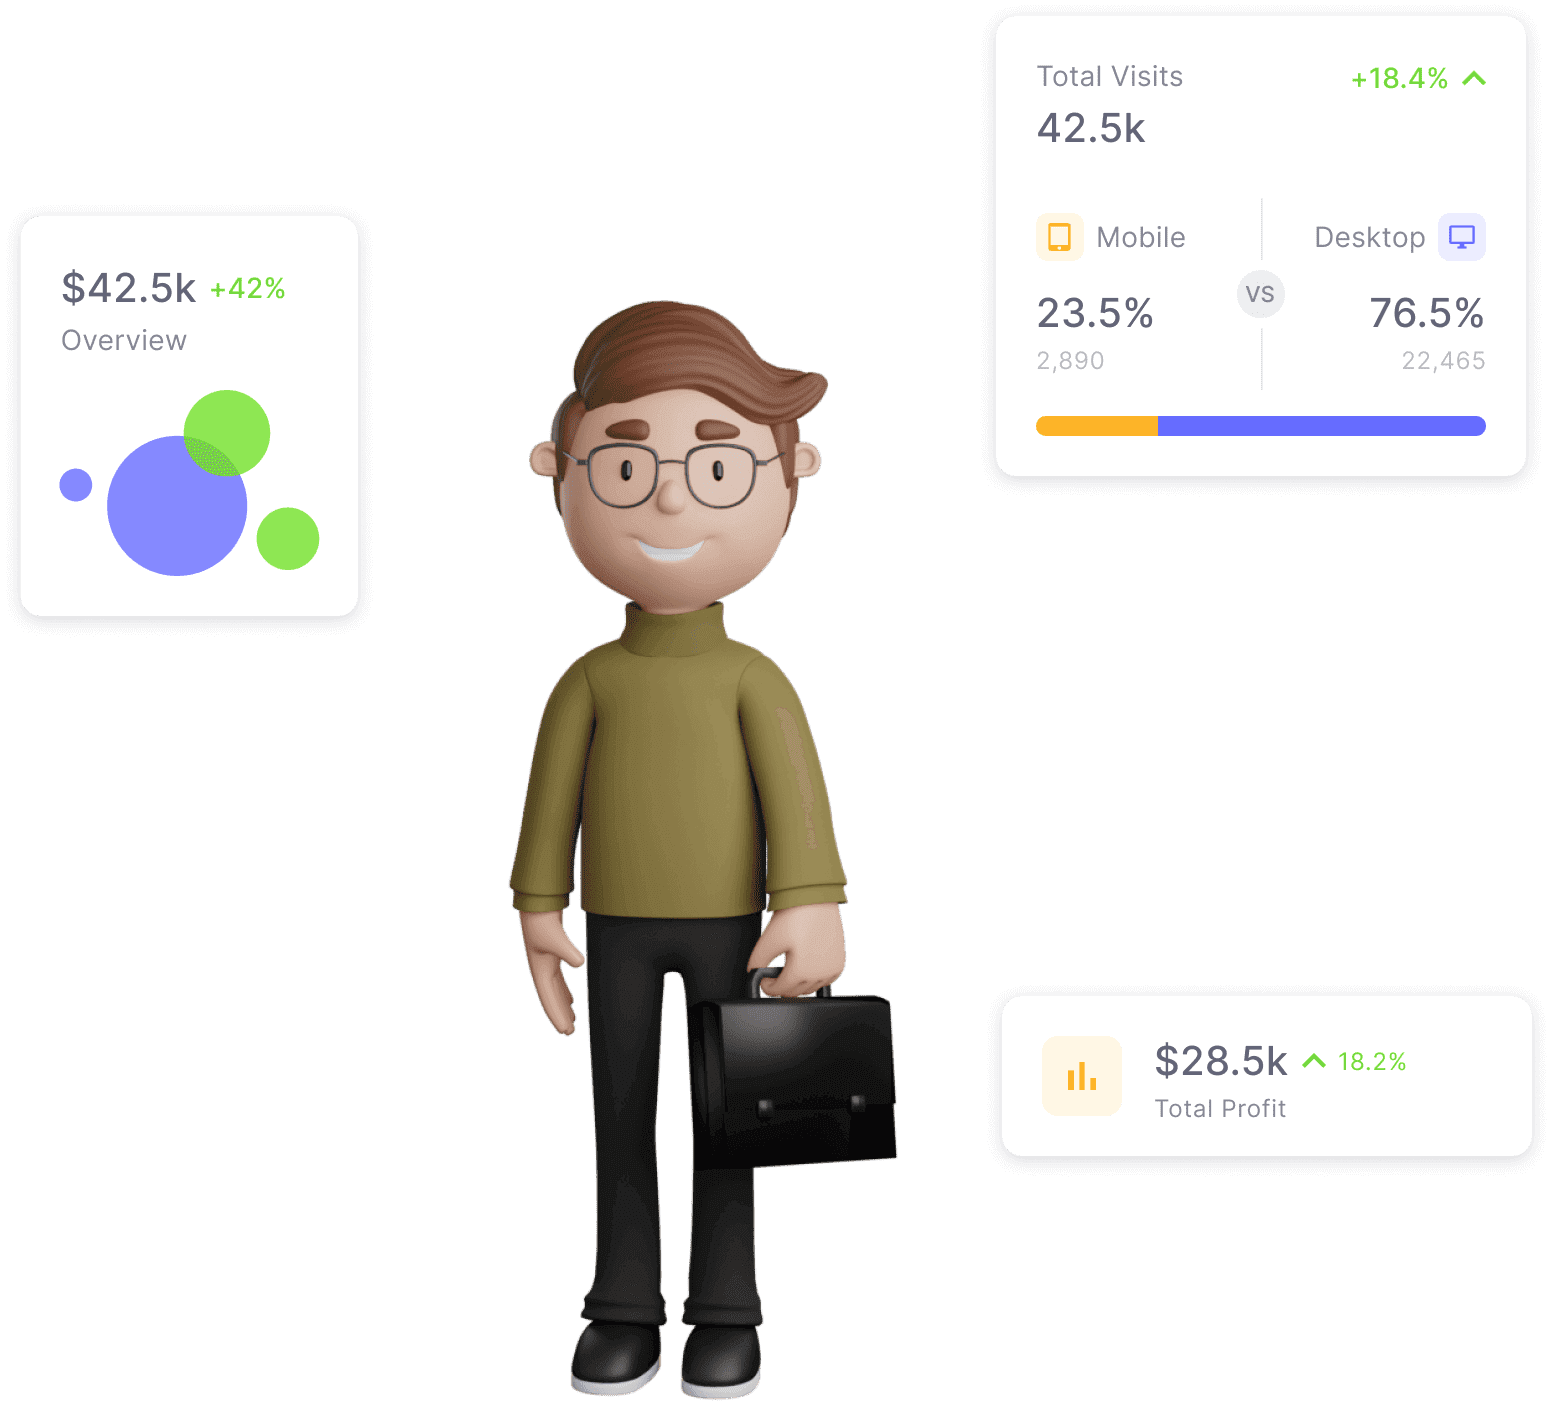 Total Visits
+18.4%
42.5k
Mobile
Desktop
VS
23.5%
76.5%
2,890
22,465
$42.5k +42%
Overview
$28.5k 18.2%
Total Profit